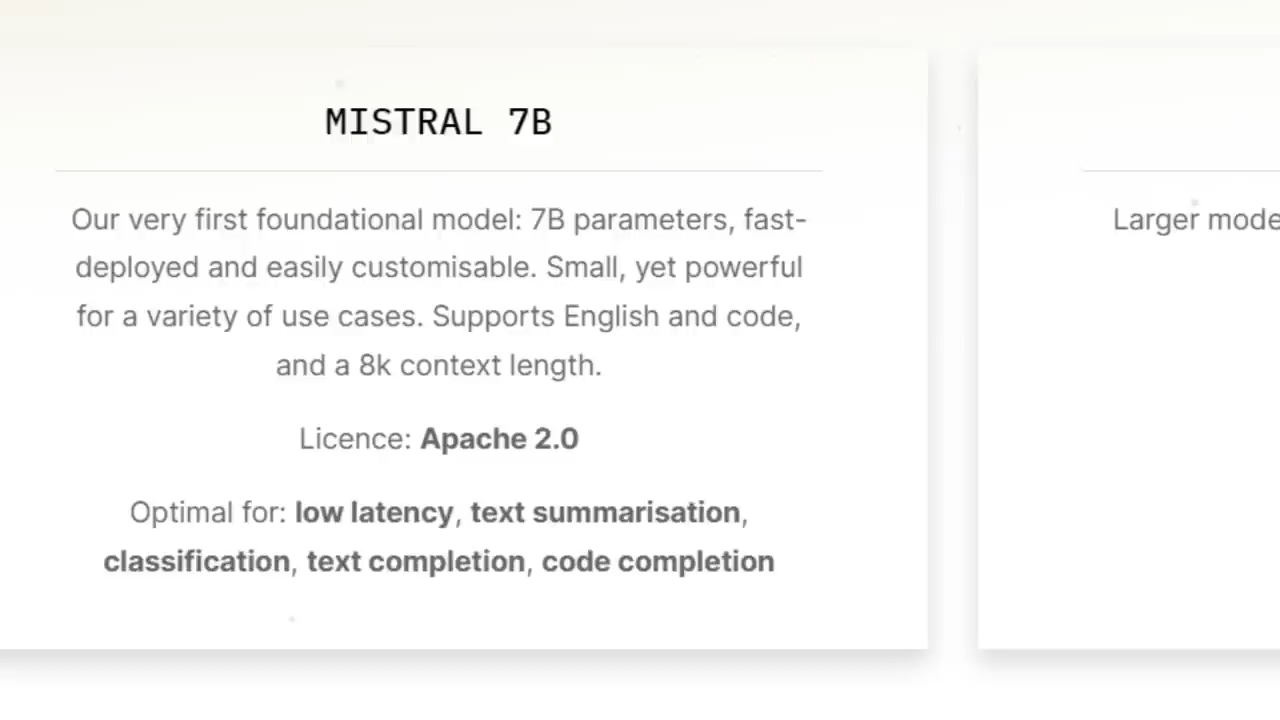 MISTRAL 7B
Our very first foundational model: 7B parameters, fast-
deployed and easily customisable. Small, yet powerful
for a variety of use cases. Supports English and code,
and a 8k context length.
Licence: Apache 2.0
Optimal for: low latency, text summarisation,
classification, text completion, code completion
Larger